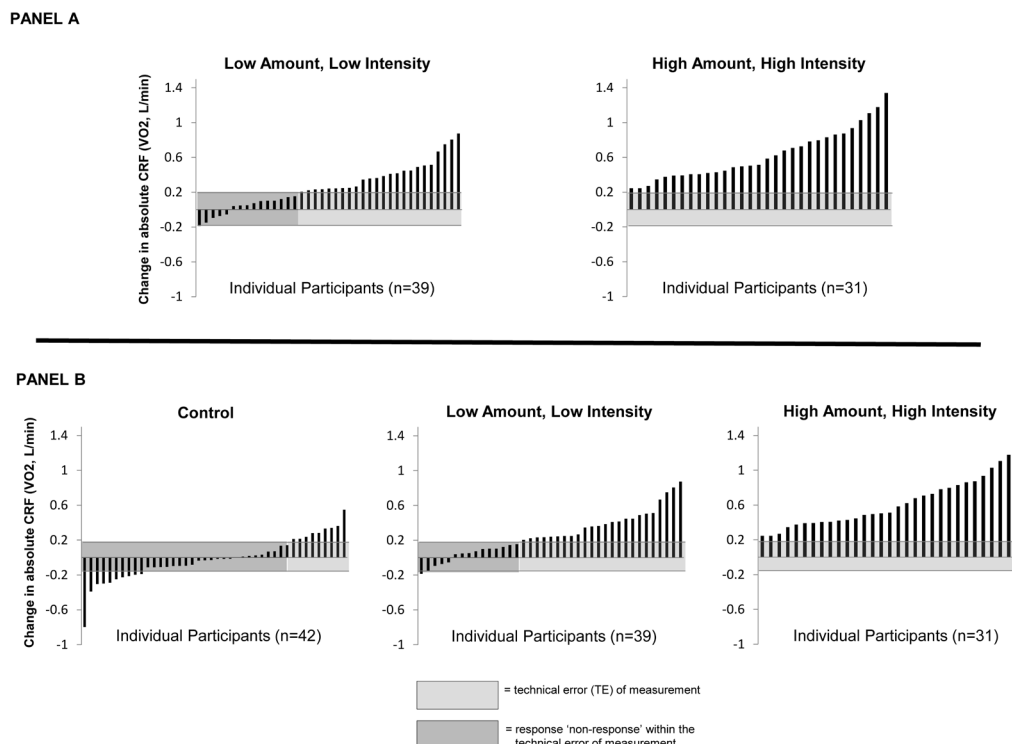 PANEL A
Low Amount, Low Intensity
High Amount, High Intensity
Change in absolute CRF (VO2, L/min)
1.4
1
0.6
0.2
-0.2
-0.6
-1
Individual Participants (n=39)
1.4
1
0.6
0.2
-0.2
-0.6
-1
Individual Participants (n=31)
PANEL B
Control
Low Amount, Low Intensity
High Amount, High Intensity
Change in absolute CRF (VO2, L/min)
1.4
1
0.6
0.2
-0.2
-0.6
-1
Individual Participants (n=42)
1.4
1
0.6
0.2
-0.2
-0.6
-1
Individual Participants (n=39)
1.4
1
0.6
0.2
-0.2
-0.6
-1
Individual Participants (n=31)
= technical error (TE) of measurement
= response 'non-response' within the
technical error of measurement